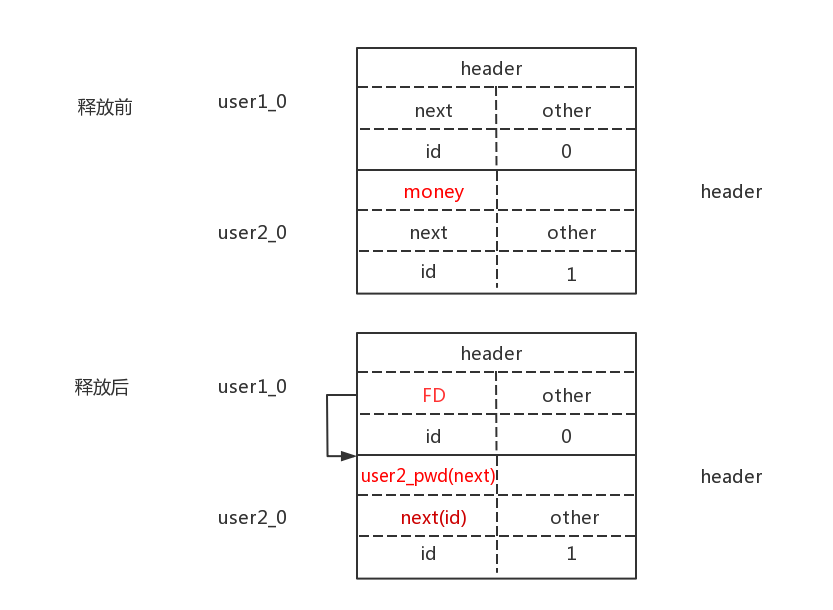 header
释放前 user1_0 next other
id 0
money header
user2_0 next other
id 1
header
释放后 user1_0 FD other
id 0
user2_pwd(next) header
user2_0 next(id) other
id 1